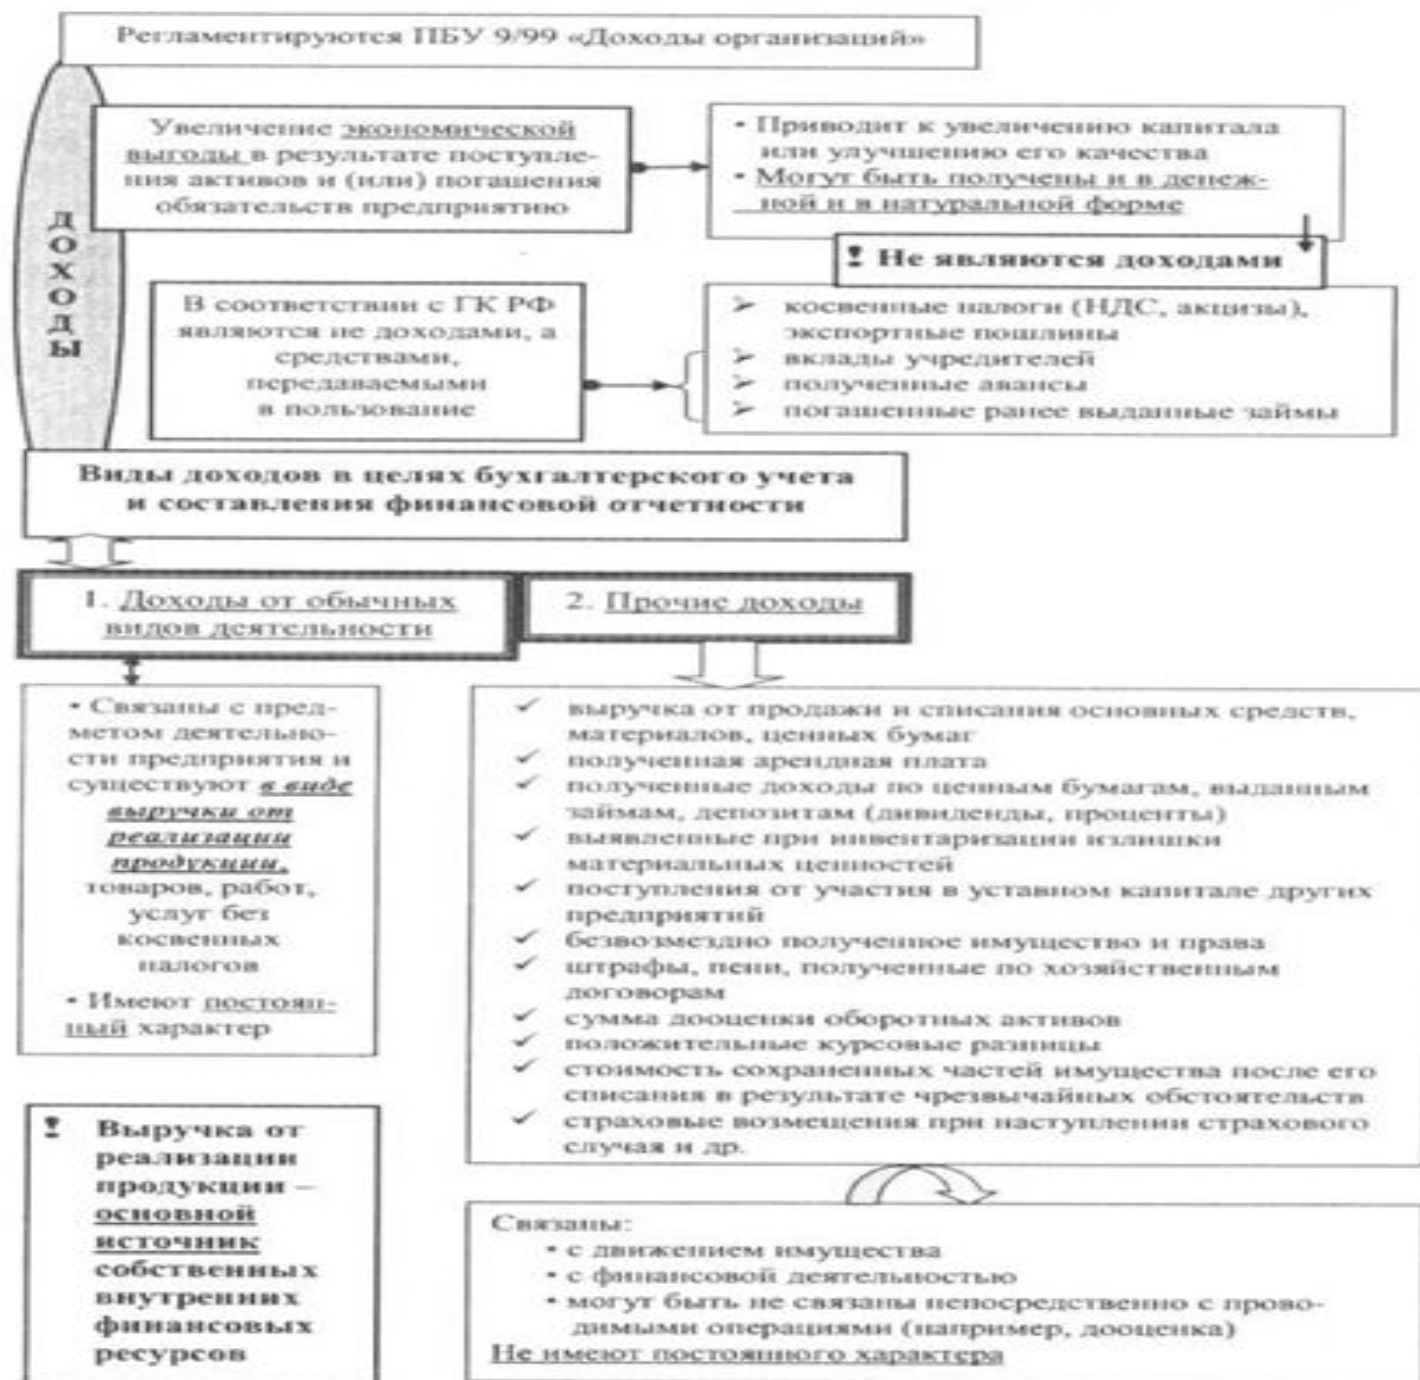 Регламентируются ПБУ 9/99 «Доходы организаций»
ДОХОДЫ
Увеличение экономической
выгоды в результате поступле-
ния активов и (или) погашения
обязательств предприятию
• Приводит к увеличению капитала
или улучшению его качества
• Могут быть получены и в денеж-
ной и в натуральной форме
! Не являются доходами
В соответствии с ГК РФ
являются не доходами, а
средствами,
передаваемыми
в пользование
➢ косвенные налоги (НДС, акцизы),
экспортные пошлины
➢ вклады учредителей
➢ полученные авансы
➢ погашенные ранее выданные займы
Виды доходов в целях бухгалтерского учета
и составления финансовой отчетности
1. Доходы от обычных
видов деятельности
2. Прочие доходы
• Связаны с пред-
метом деятельно-
сти предприятия и
существуют в виде
выручки от
реализации
продукции,
товаров, работ,
услуг без
косвенных
налогов
• Имеют постоян-
ный характер
✓ выручка от продажи и списания основных средств,
материалов, ценных бумаг
✓ полученная арендная плата
✓ полученные доходы по ценным бумагам, выданным
займам, депозитам (дивиденды, проценты)
✓ выявленные при инвентаризации излишки
материальных ценностей
✓ поступления от участия в уставном капитале других
предприятий
✓ безвозмездно полученное имущество и права
✓ штрафы, пени, полученные по хозяйственным
договорам
✓ сумма дооценки оборотных активов
✓ положительные курсовые разницы
✓ стоимость сохраненных частей имущества после его
списания в результате чрезвычайных обстоятельств
✓ страховые возмещения при наступлении страхового
случая и др.
! Выручка от
реализации
продукции –
основной
источник
собственных
внутренних
финансовых
ресурсов
Связаны:
• с движением имущества
• с финансовой деятельностью
• могут быть не связаны непосредственно с прово-
димыми операциями (например, дооценка)
Не имеют постоянного характера